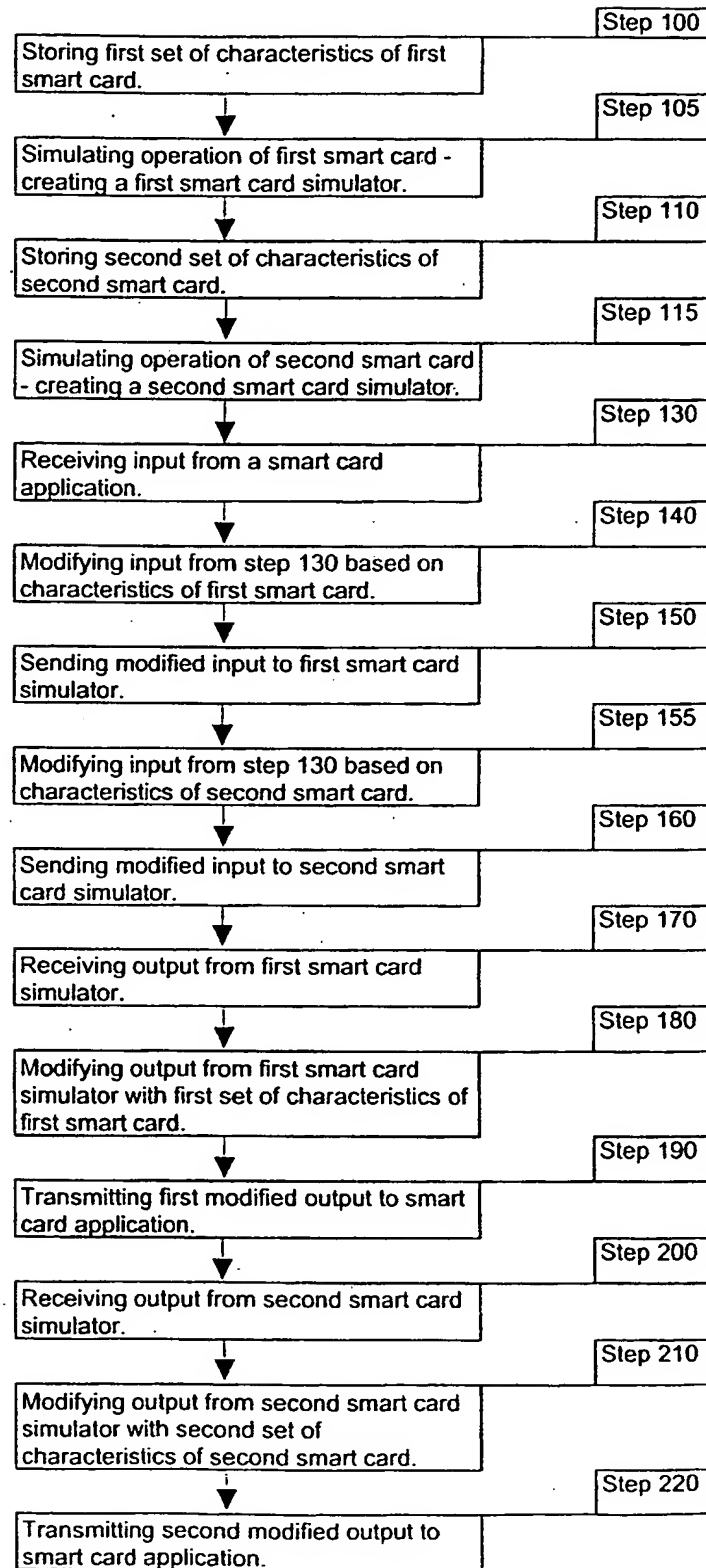 Step 100
Storing first set of characteristics of first
smart card.
Step 105
Simulating operation of first smart card -
creating a first smart card simulator.
Step 110
Storing second set of characteristics of
second smart card.
Step 115
Simulating operation of second smart card
- creating a second smart card simulator.
Step 130
Receiving input from a smart card
application.
Step 140
Modifying input from step 130 based on
characteristics of first smart card.
Step 150
Sending modified input to first smart card
simulator.
Step 155
Modifying input from step 130 based on
characteristics of second smart card.
Step 160
Sending modified input to second smart
card simulator.
Step 170
Receiving output from first smart card
simulator.
Step 180
Modifying output from first smart card
simulator with first set of characteristics of
first smart card.
Step 190
Transmitting first modified output to smart
card application.
Step 200
Receiving output from second smart card
simulator.
Step 210
Modifying output from second smart card
simulator with second set of
characteristics of second smart card.
Step 220
Transmitting second modified output to
smart card application.